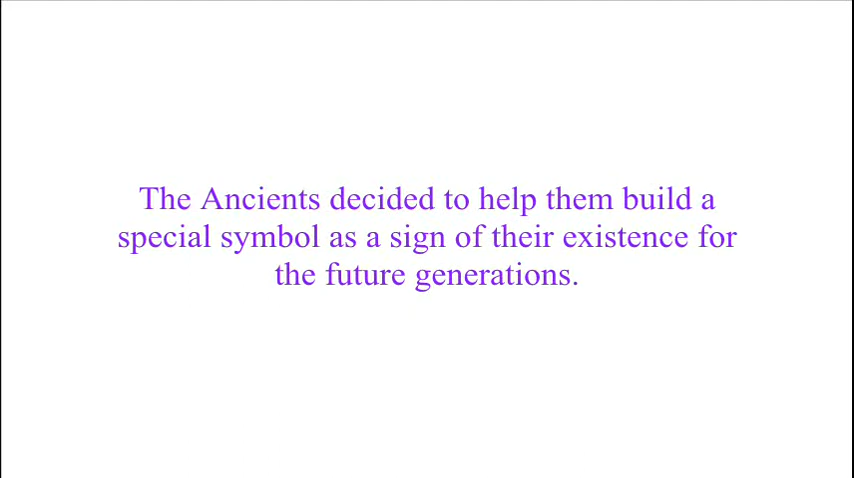 The Ancients decided to help them build a
special symbol as a sign of their existence for
the future generations.